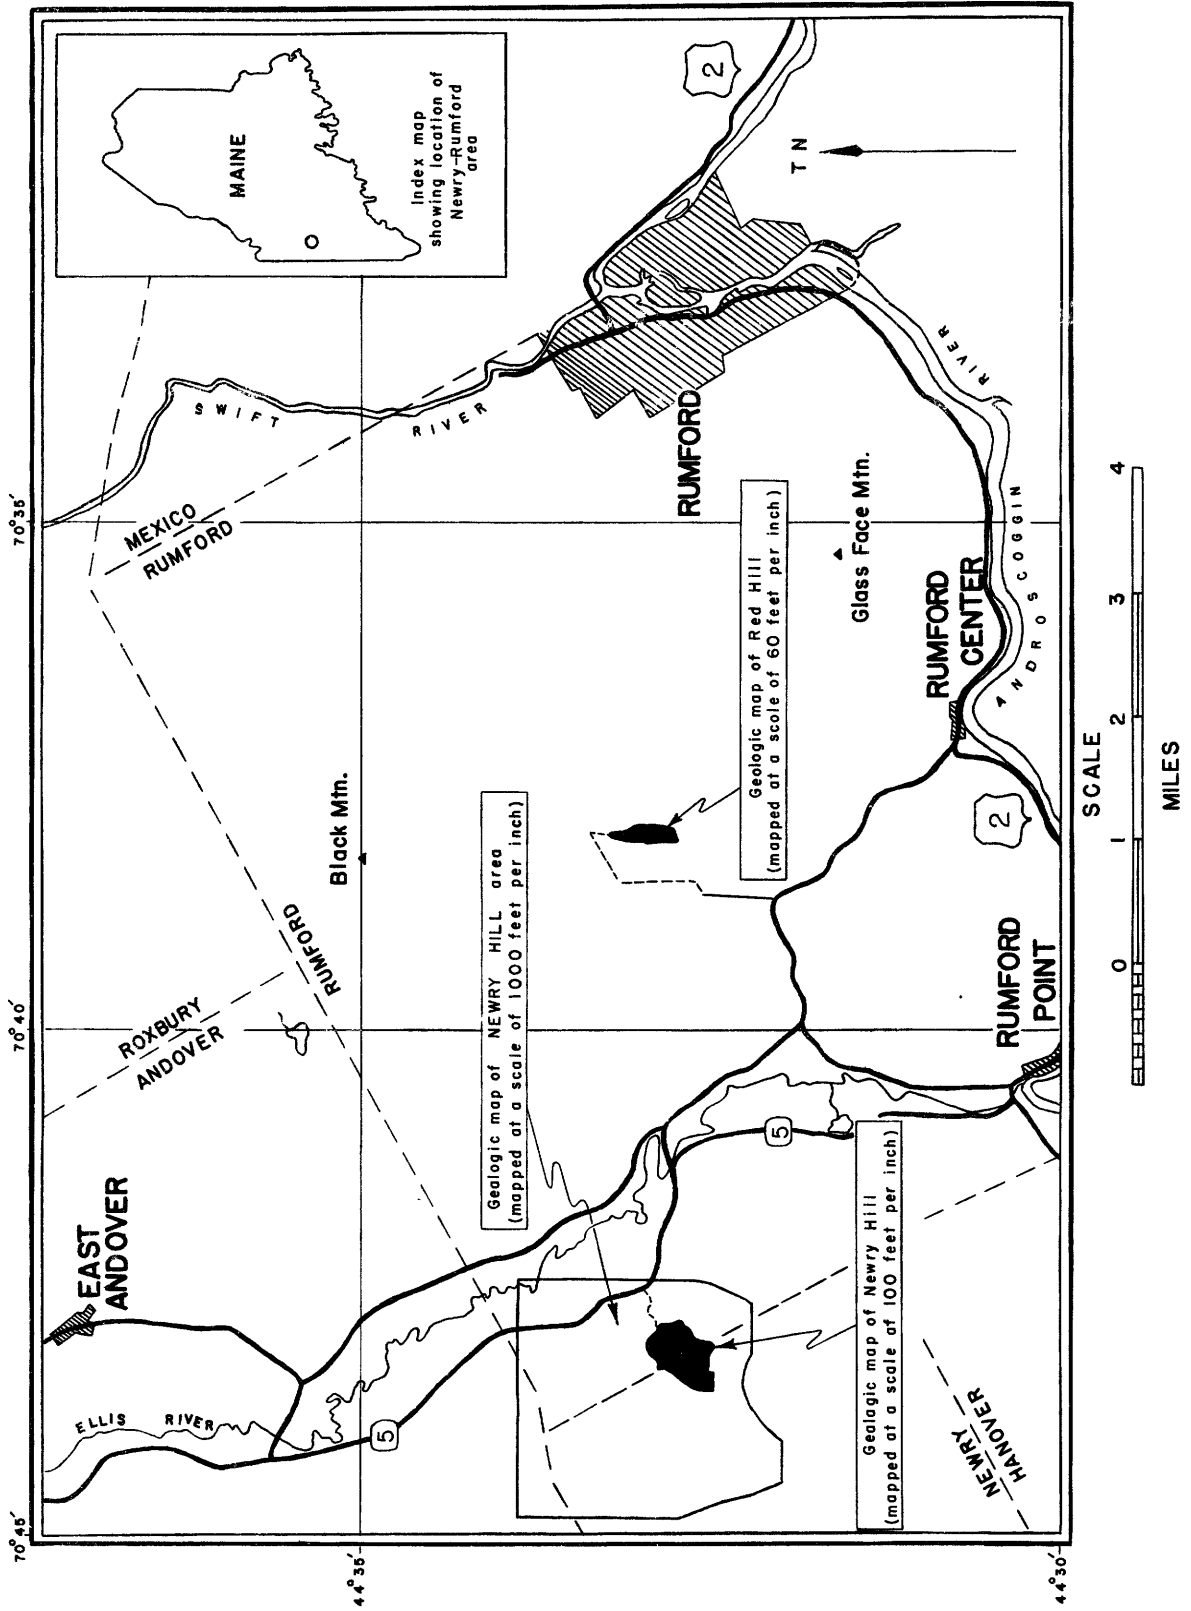 70°45′
70°40′
70°35′
44°35′
44°30′
EAST
ANDOVER
ELLIS RIVER
5
ROXBURY
ANDOVER
RUMFORD
RUMFORD
Black Mtn.
MEXICO
RUMFORD
SWIFT
RIVER
MAINE
Index map
showing location of
Newry-Rumford
area
2
T N
Geologic map of NEWRY HILL area
(mapped at a scale of 1000 feet per inch)
Geologic map of Red Hill
(mapped at a scale of 60 feet per inch)
RUMFORD
Glass Face Mtn.
RUMFORD
CENTER
ANDROSCOGGIN
RIVER
5
Gealagic map of Newry Hill
(mapped at a scale at 100 feet per inch)
NEWRY
HANOVER
RUMFORD
POINT
2
SCALE
0 1 2 3 4
MILES